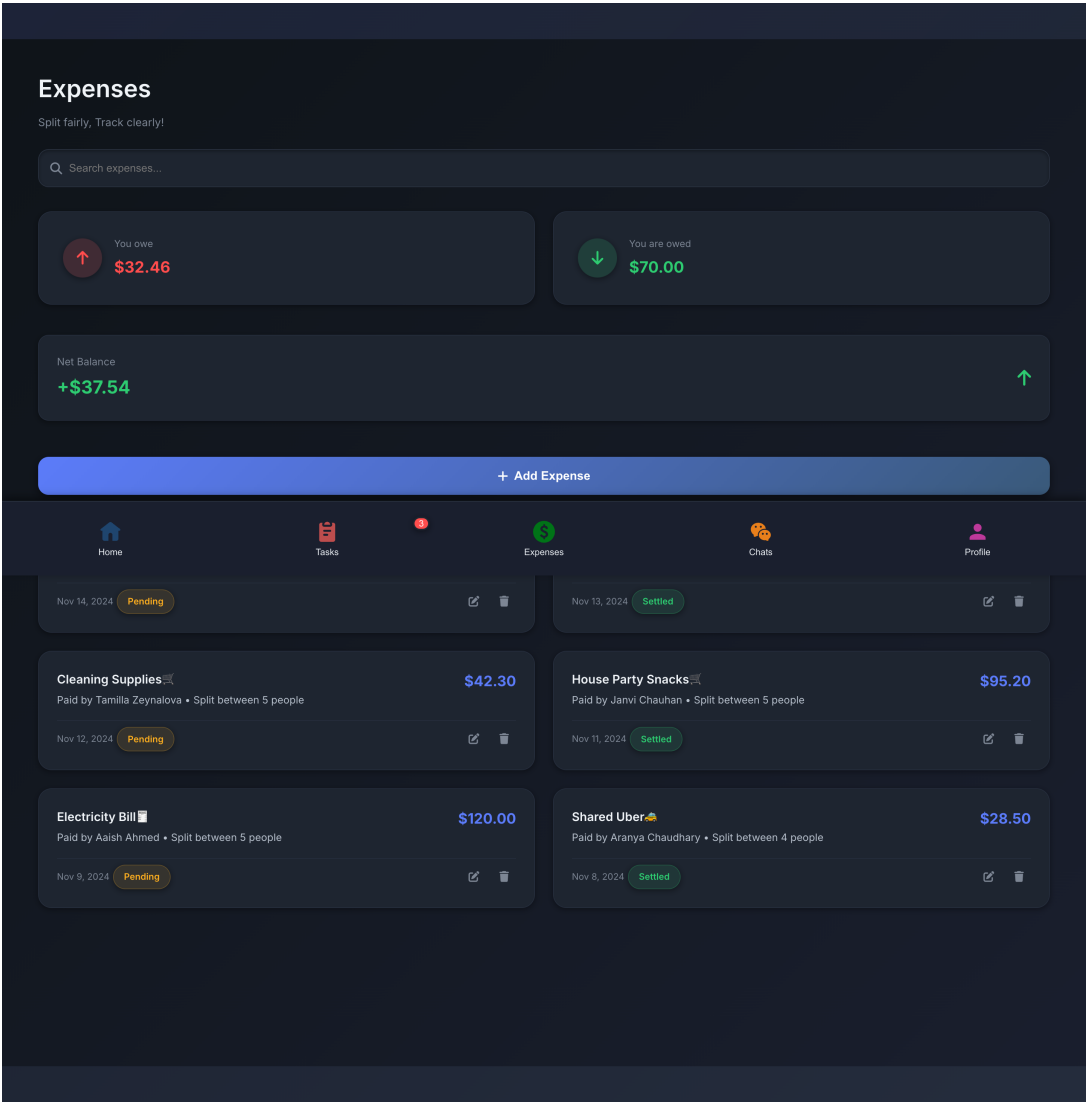 Expenses
Split fairly, Track clearly!
Search expenses...
You owe
$32.46
You are owed
$70.00
Net Balance
+$37.54
+ Add Expense
3
Home
Tasks
Expenses
Chats
Profile
Nov 14, 2024 Pending
Nov 13, 2024 Settled
Cleaning Supplies🛒 $42.30
Paid by Tamilla Zeynalova • Split between 5 people
Nov 12, 2024 Pending
House Party Snacks🛒 $95.20
Paid by Janvi Chauhan • Split between 5 people
Nov 11, 2024 Settled
Electricity Bill🧾 $120.00
Paid by Aaish Ahmed • Split between 5 people
Nov 9, 2024 Pending
Shared Uber🚕 $28.50
Paid by Aranya Chaudhary • Split between 4 people
Nov 8, 2024 Settled